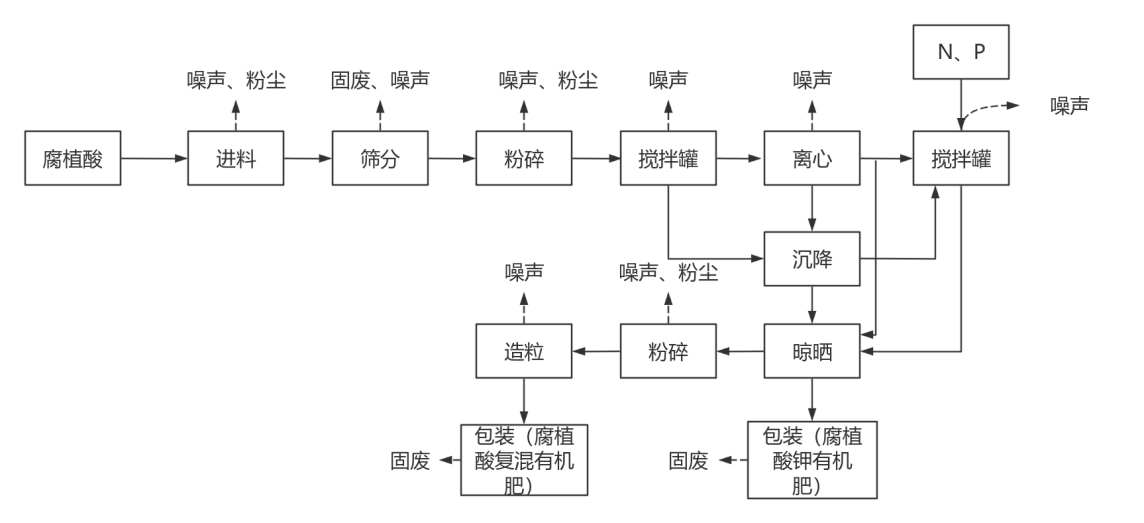 N、P
噪声、粉尘
固废、噪声
噪声、粉尘
噪声
噪声
噪声
腐植酸
进料
筛分
粉碎
搅拌罐
离心
搅拌罐
沉降
噪声
噪声、粉尘
造粒
粉碎
晾晒
包装（腐植
酸复混有机
肥）
固废
包装（腐植
酸钾有机
肥）
固废